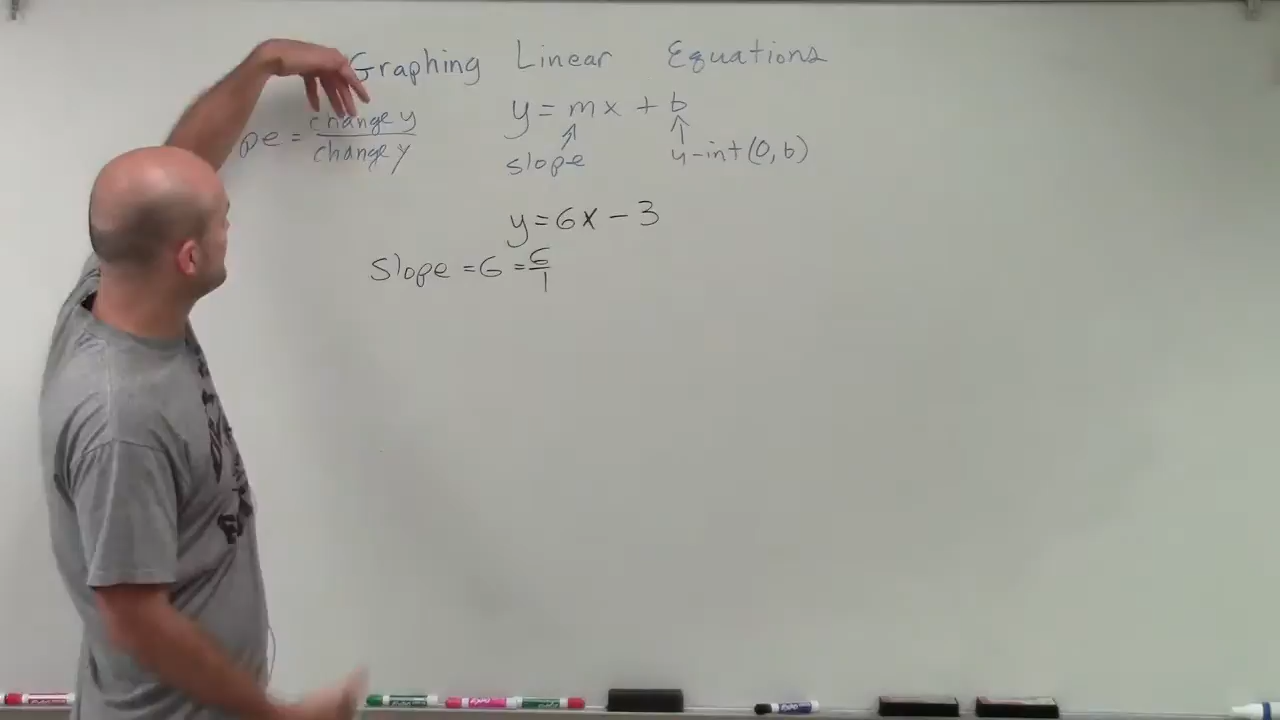 Graphing Linear Equations
pe = change y / change y
y = mx + b
slope
y-int (0, b)
y = 6x - 3
Slope = 6 = 6/1